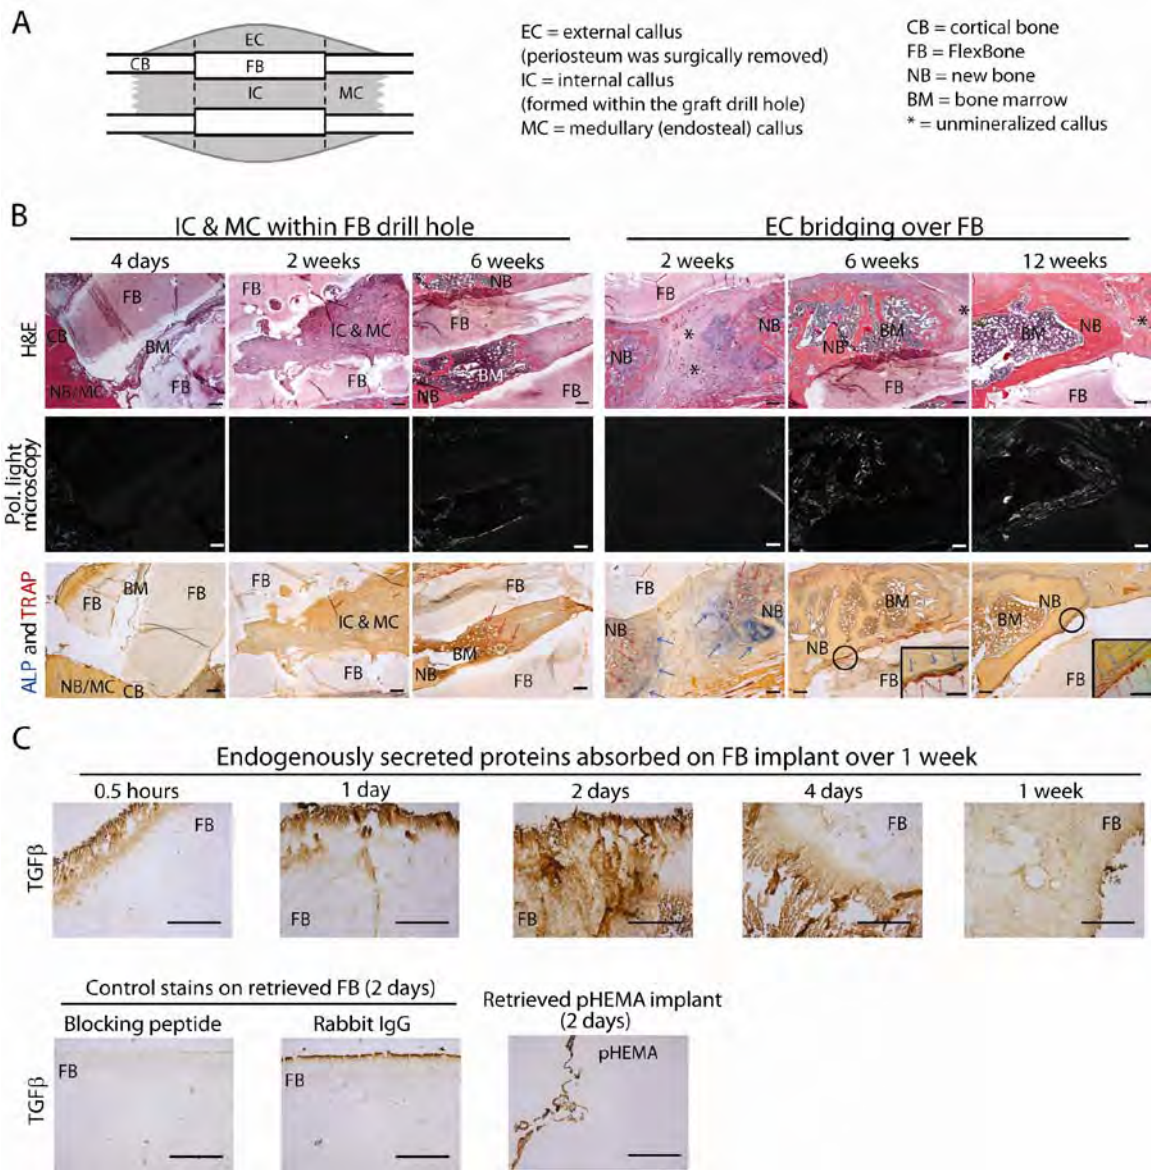 A
EC
CB
FB
IC
MC
EC = external callus
(periosteum was surgically removed)
IC = internal callus
(formed within the graft drill hole)
MC = medullary (endosteal) callus
CB = cortical bone
FB = FlexBone
NB = new bone
BM = bone marrow
* = unmineralized callus
B
IC & MC within FB drill hole
EC bridging over FB
4 days
2 weeks
6 weeks
2 weeks
6 weeks
12 weeks
H&E
FB
CB
BM
FB
NB/MC
FB
IC & MC
FB
NB
FB
BM
NB
FB
FB
*
NB
NB
*
*
BM
NB
FB
*
BM
NB
FB
Pol. light
microscopy
ALP and TRAP
BM
FB
FB
NB/MC
CB
FB
IC & MC
FB
FB
BM
NB
FB
FB
NB
NB
BM
NB
FB
NB
BM
FB
C
Endogenously secreted proteins absorbed on FB implant over 1 week
0.5 hours
1 day
2 days
4 days
1 week
TGFβ
FB
FB
FB
FB
FB
Control stains on retrieved FB (2 days)
Retrieved pHEMA implant
(2 days)
Blocking peptide
Rabbit IgG
TGFβ
FB
FB
pHEMA